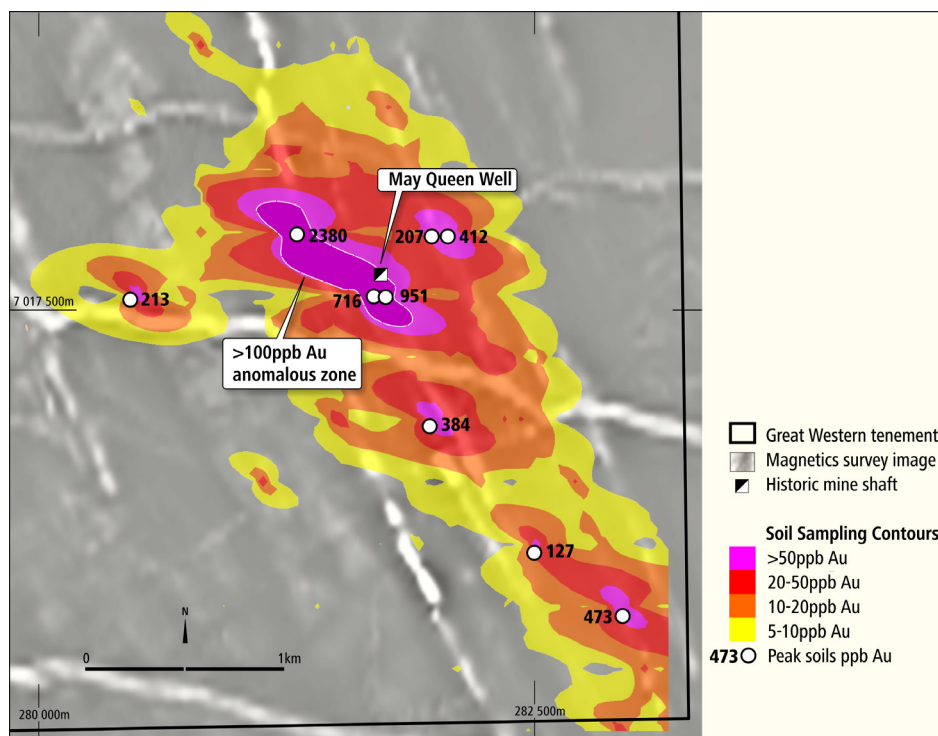 May Queen Well
2380
207
412
213
7 017 500m
716
951
>100ppb Au
anomalous zone
384
127
473
N
0
1km
280 000m
282 500m
Great Western tenement
Magnetics survey image
Historic mine shaft
Soil Sampling Contours
>50ppb Au
20-50ppb Au
10-20ppb Au
5-10ppb Au
473 Peak soils ppb Au